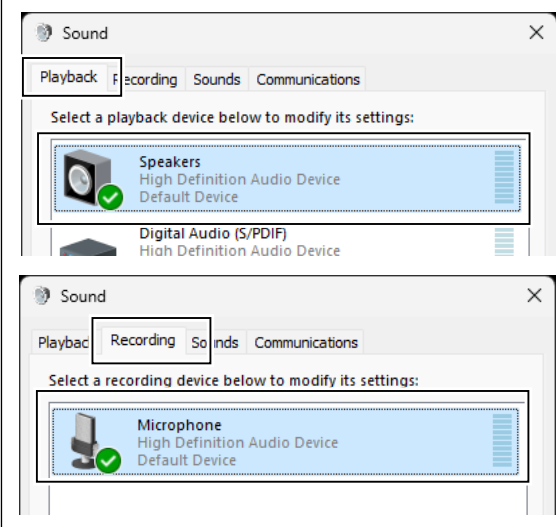 Sound
Playback Recording Sounds Communications
Select a playback device below to modify its settings:
Speakers
High Definition Audio Device
Default Device
Digital Audio (S/PDIF)
High Definition Audio Device
Sound
Playback Recording Sounds Communications
Select a recording device below to modify its settings:
Microphone
High Definition Audio Device
Default Device